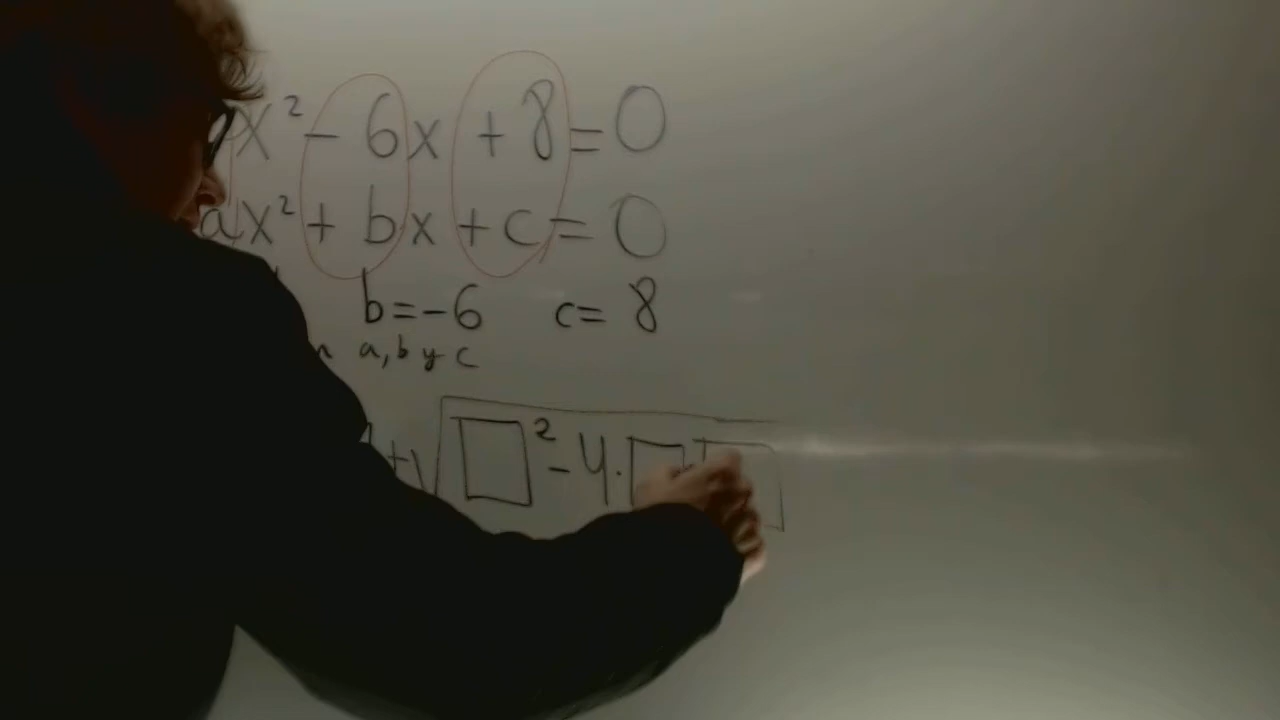 x² - 6x + 8 = 0
ax² + bx + c = 0
b = -6 c = 8
a, b y c
+√□² - 4·□